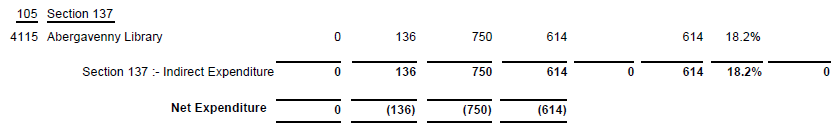 105 Section 137
4115 Abergavenny Library 0 136 750 614 614 18.2%
Section 137 :- Indirect Expenditure 0 136 750 614 0 614 18.2% 0
Net Expenditure 0 (136) (750) (614)